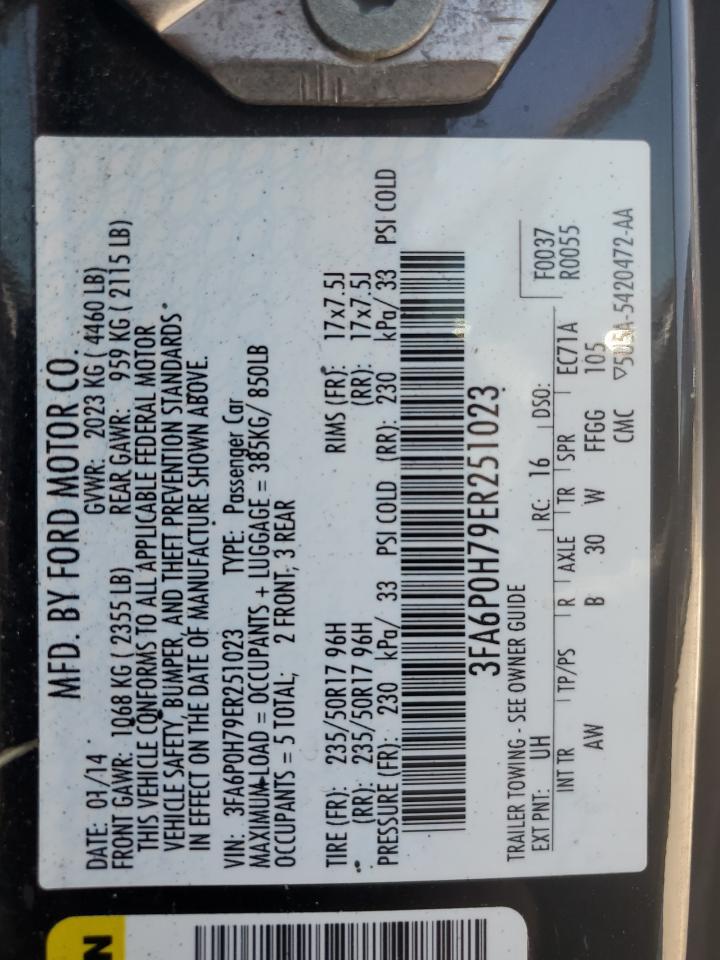 MFD. BY FORD MOTOR CO.
DATE: 01/14 GVWR: 2023 KG ( 4460 LB)
FRONT GAWR: 1068 KG ( 2355 LB) REAR GAWR: 959 KG ( 2115 LB)
THIS VEHICLE CONFORMS TO ALL APPLICABLE FEDERAL MOTOR
VEHICLE SAFETY, BUMPER, AND THEFT PREVENTION STANDARDS
IN EFFECT ON THE DATE OF MANUFACTURE SHOWN ABOVE.
VIN: 3FA6P0H79ER251023 TYPE: Passenger Car
MAXIMUM LOAD = OCCUPANTS + LUGGAGE = 385KG/ 850LB
OCCUPANTS = 5 TOTAL; 2 FRONT, 3 REAR
TIRE (FR): 235/50R17 96H RIMS (FR): 17x7.5J
(RR): 235/50R17 96H (RR): 17x7.5J
PRESSURE (FR): 230 kPa/ 33 PSI COLD (RR): 230 kPa/ 33 PSI COLD
3FA6P0H79ER251023
TRAILER TOWING - SEE OWNER GUIDE
F0037
EXT PNT: UH RC: 16 DSO: R0055
INT TR TP/PS R AXLE TR SPR EC71A
AW B 30 W FFGG 105
CMC ▽5U5A-5420472-AA
N